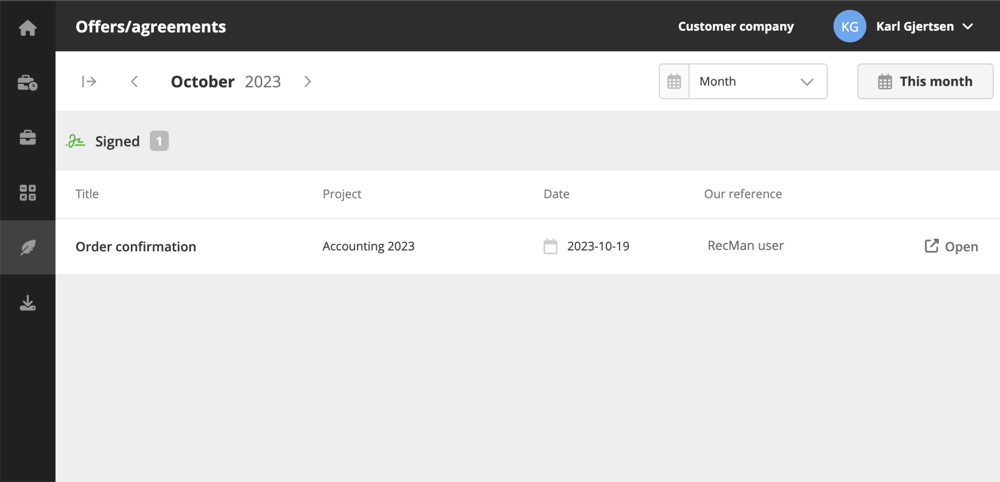 Offers/agreements Customer company KG Karl Gjertsen
October 2023 Month This month
Signed 1
Title Project Date Our reference
Order confirmation Accounting 2023 2023-10-19 RecMan user Open